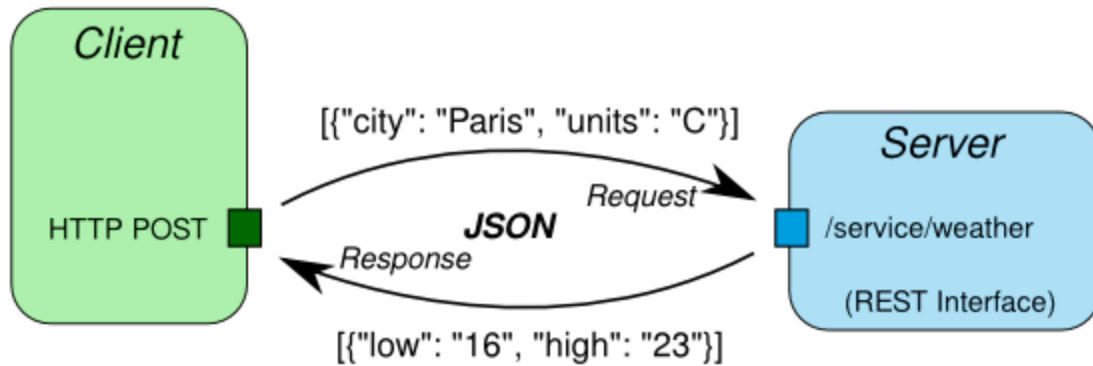 Client
[{"city": "Paris", "units": "C"}]
Server
Request
HTTP POST
JSON
/service/weather
Response
(REST Interface)
[{"low": "16", "high": "23"}]